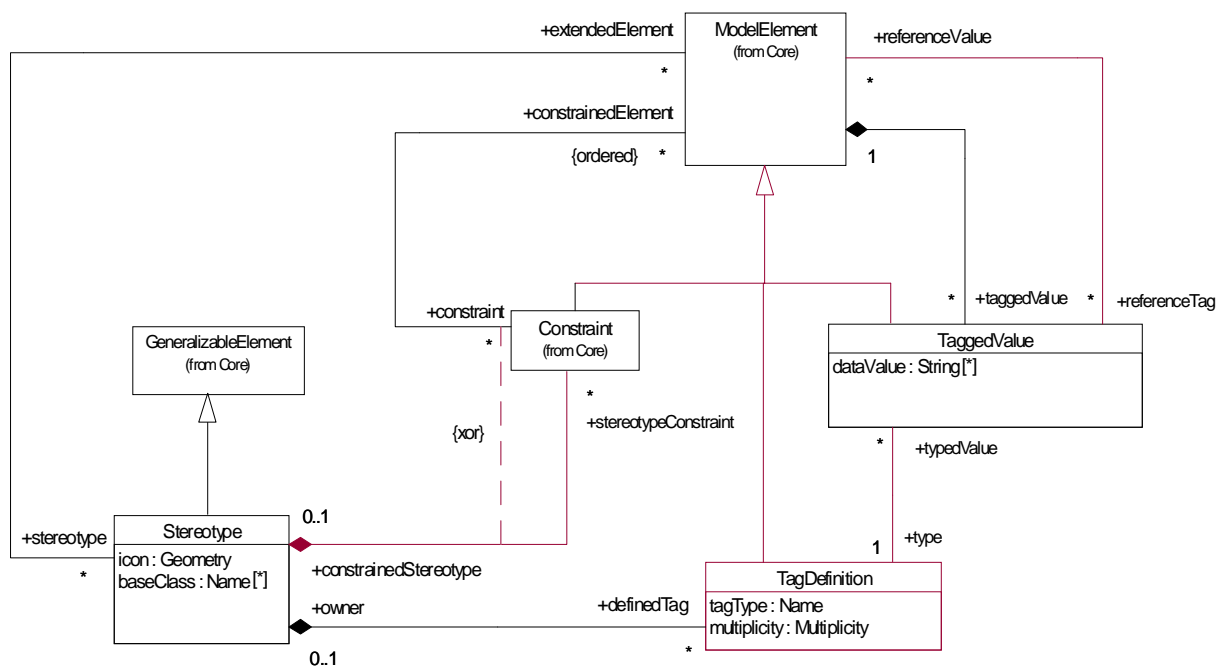 +extendedElement
ModelElement
(from Core)
+referenceValue
*
*
+constrainedElement
{ordered}
*
1
+constraint
*
*
+taggedValue
*
+referenceTag
Constraint
(from Core)
GeneralizableElement
(from Core)
TaggedValue
dataValue : String[*]
*
+stereotypeConstraint
{xor}
*
+typedValue
0..1
Stereotype
+stereotype
*
icon : Geometry
baseClass : Name[*]
+constrainedStereotype
1
+type
TagDefinition
tagType : Name
multiplicity : Multiplicity
+owner
0..1
+definedTag
*